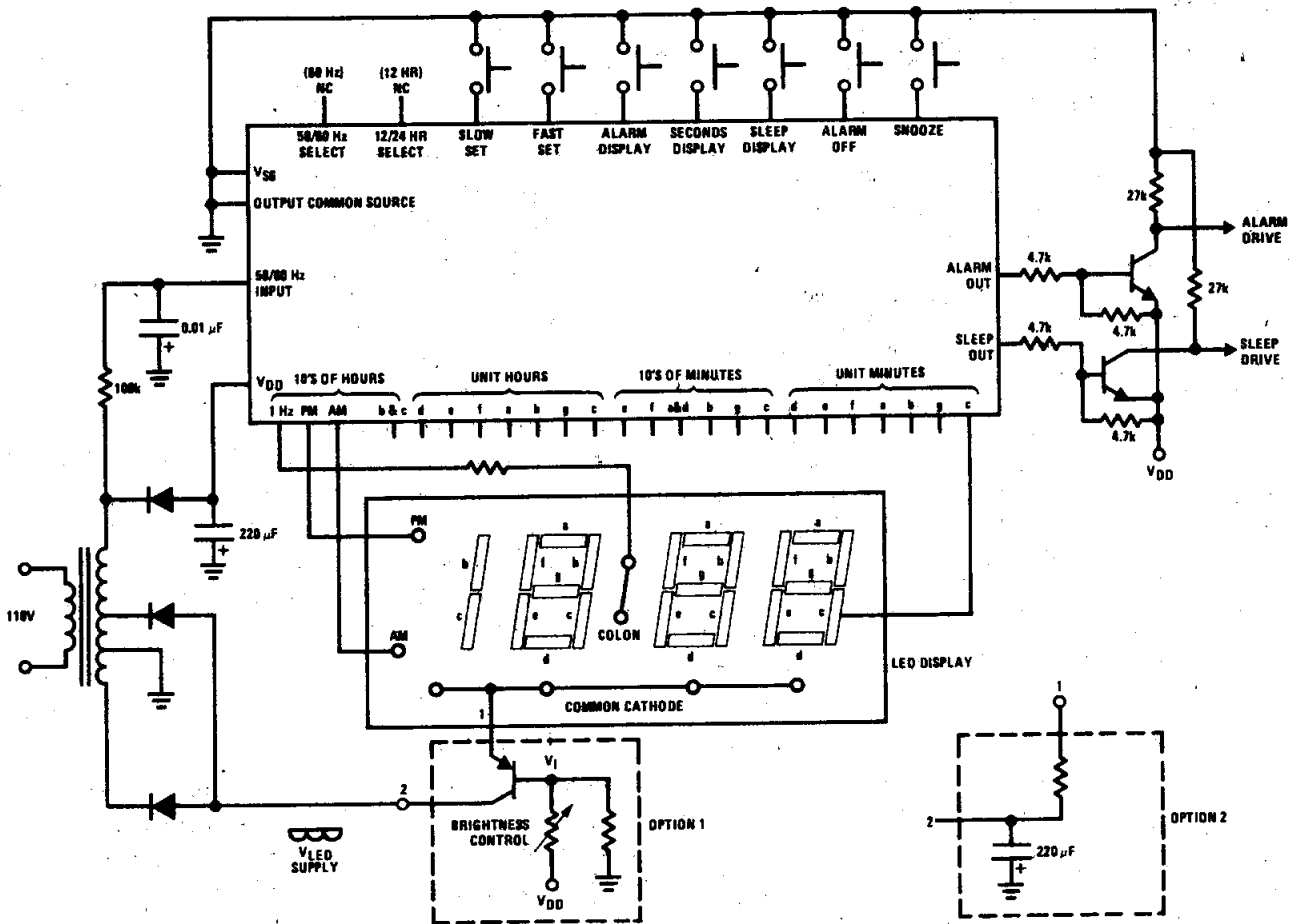 (60 Hz) NC
(12 HR) NC
50/60 Hz SELECT
12/24 HR SELECT
SLOW SET
FAST SET
ALARM DISPLAY
SECONDS DISPLAY
SLEEP DISPLAY
ALARM OFF
SNOOZE
VSS
OUTPUT COMMON SOURCE
50/60 Hz INPUT
0.01 μF
+
100k
VDD
27k
ALARM DRIVE
ALARM OUT
4.7k
27k
4.7k
SLEEP OUT
4.7k
SLEEP DRIVE
4.7k
VDD
10'S OF HOURS
UNIT HOURS
10'S OF MINUTES
UNIT MINUTES
1 Hz PM AM b & c d e f a b g c e f a&d b g c d e f a b g c
220 μF
+
110V
PM
AM
b
c
a
f b
g
e c
d
COLON
a
f b
g
e c
d
a
f b
g
e c
d
LED DISPLAY
COMMON CATHODE
1
2
VI
BRIGHTNESS CONTROL
VDD
OPTION 1
VLED SUPPLY
1
2
220 μF
+
OPTION 2